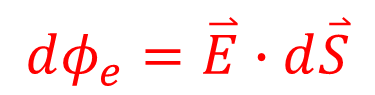 dϕₑ = E⃗ · dS⃗